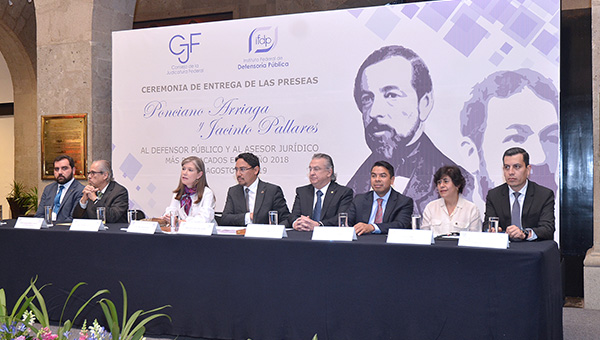 CJF
Consejo de la
Judicatura Federal
ifdp
Instituto Federal de
Defensoría Pública
CEREMONIA DE ENTREGA DE LAS PRESEAS
Ponciano Arriaga
y Jacinto Pallares
AL DEFENSOR PÚBLICO Y AL ASESOR JURÍDICO
MÁS 2018
AGOSTO